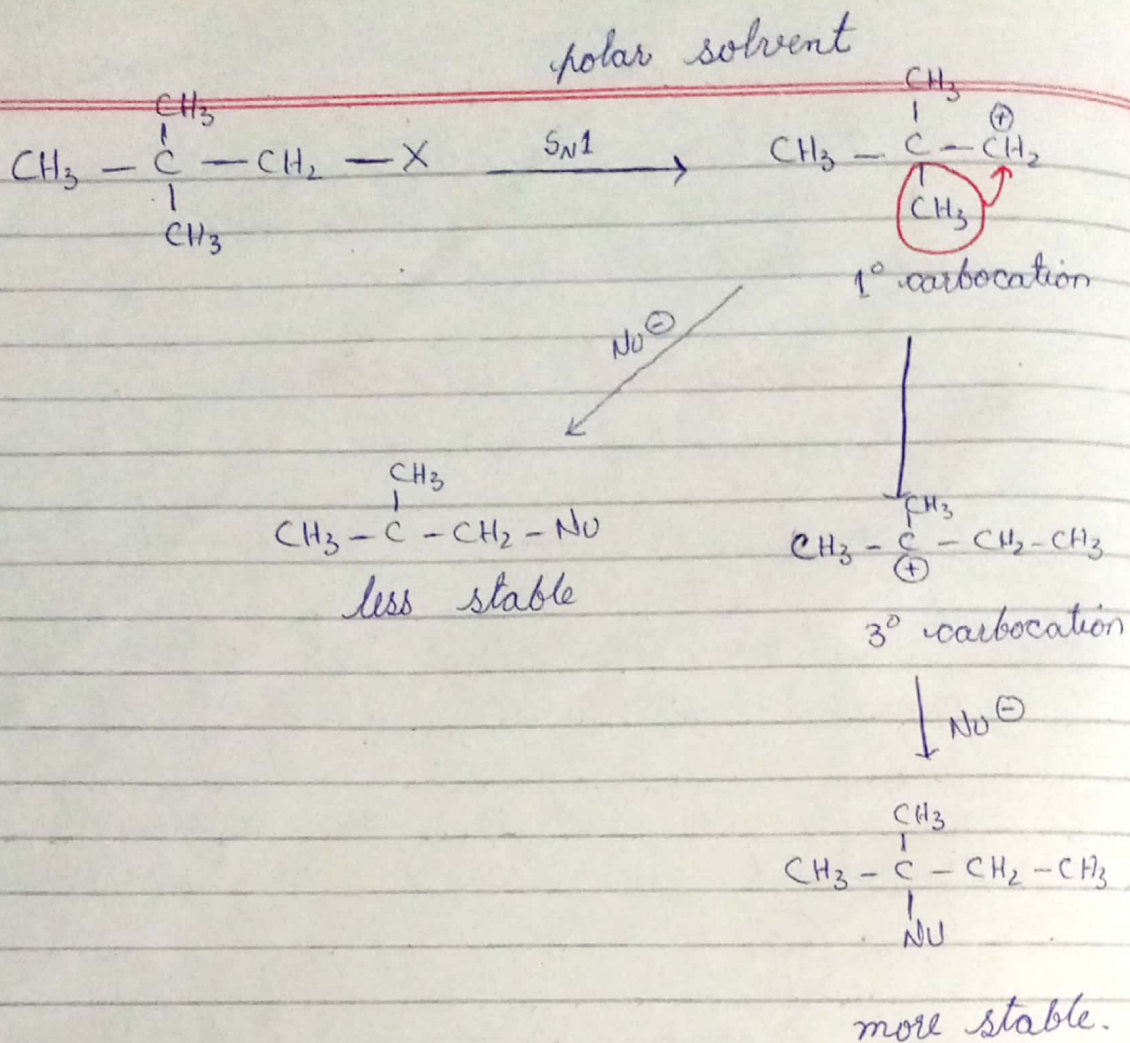 polar solvent
CH3 CH3
CH3 - C - CH2 - X SN1 CH3 - C - CH2 ⊕
CH3 CH3
1° carbocation
Nu⊖
CH3
CH3 - C - CH2 - Nu
less stable
CH3
CH3 - C - CH2 - CH3
⊕
3° carbocation
Nu⊖
CH3
CH3 - C - CH2 - CH3
Nu
more stable.